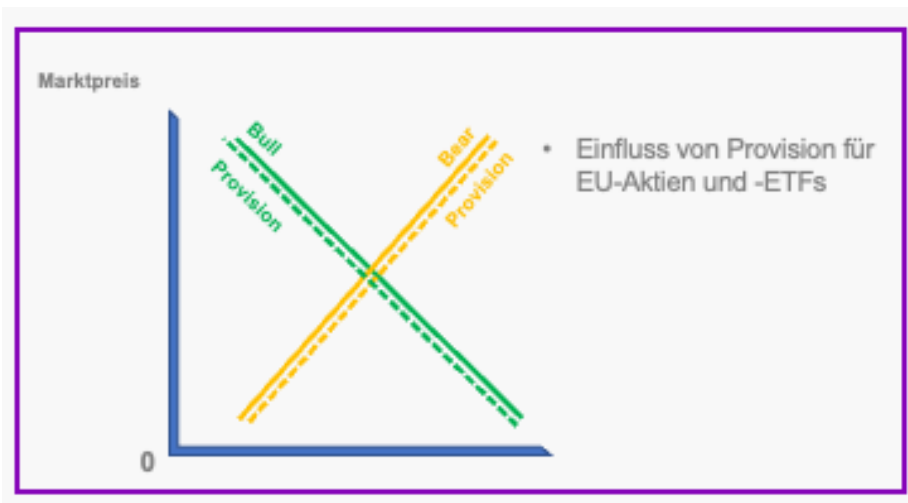 Marktpreis
Bull
Provision
Bear
Provision
• Einfluss von Provision für
EU-Aktien und -ETFs
0